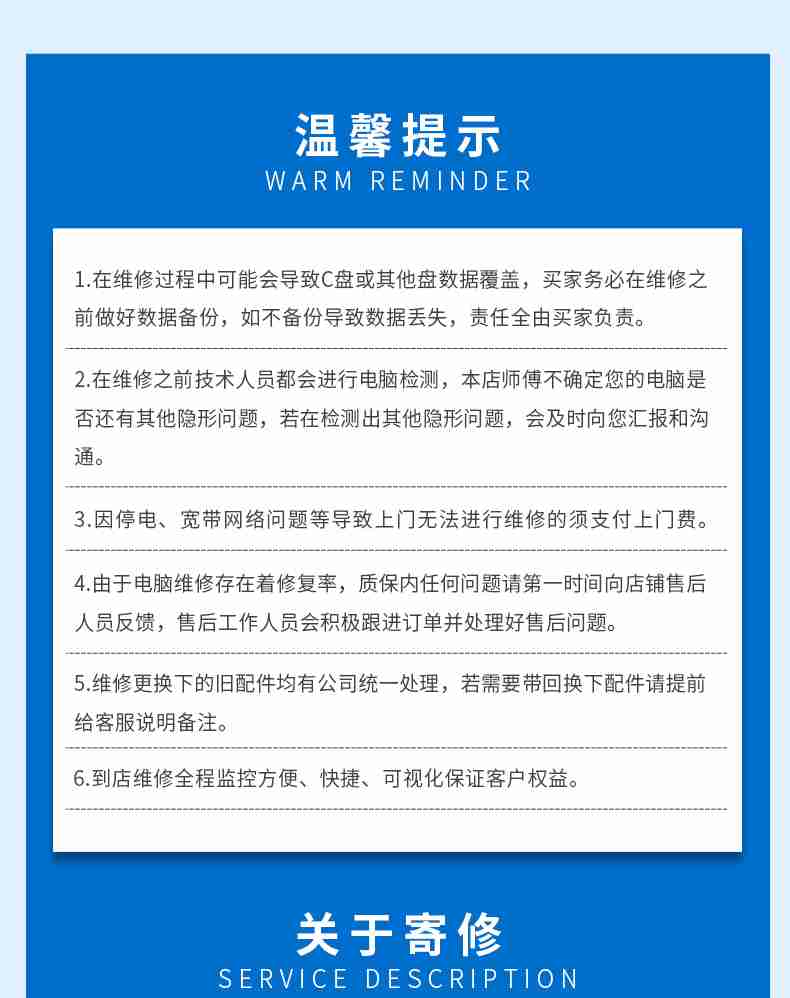 温馨提示
WARM REMINDER
1.在维修过程中可能会导致C盘或其他盘数据覆盖，买家务必在维修之
前做好数据备份，如不备份导致数据丢失，责任全由买家负责。
2.在维修之前技术人员都会进行电脑检测，本店师傅不确定您的电脑是
否还有其他隐形问题，若在检测出其他隐形问题，会及时向您汇报和沟
通。
3.因停电、宽带网络问题等导致上门无法进行维修的须支付上门费。
4.由于电脑维修存在着修复率，质保内任何问题请第一时间向店铺售后
人员反馈，售后工作人员会积极跟进订单并处理好售后问题。
5.维修更换下的旧配件均有公司统一处理，若需要带回换下配件请提前
给客服说明备注。
6.到店维修全程监控方便、快捷、可视化保证客户权益。
关于寄修
SERVICE DESCRIPTION